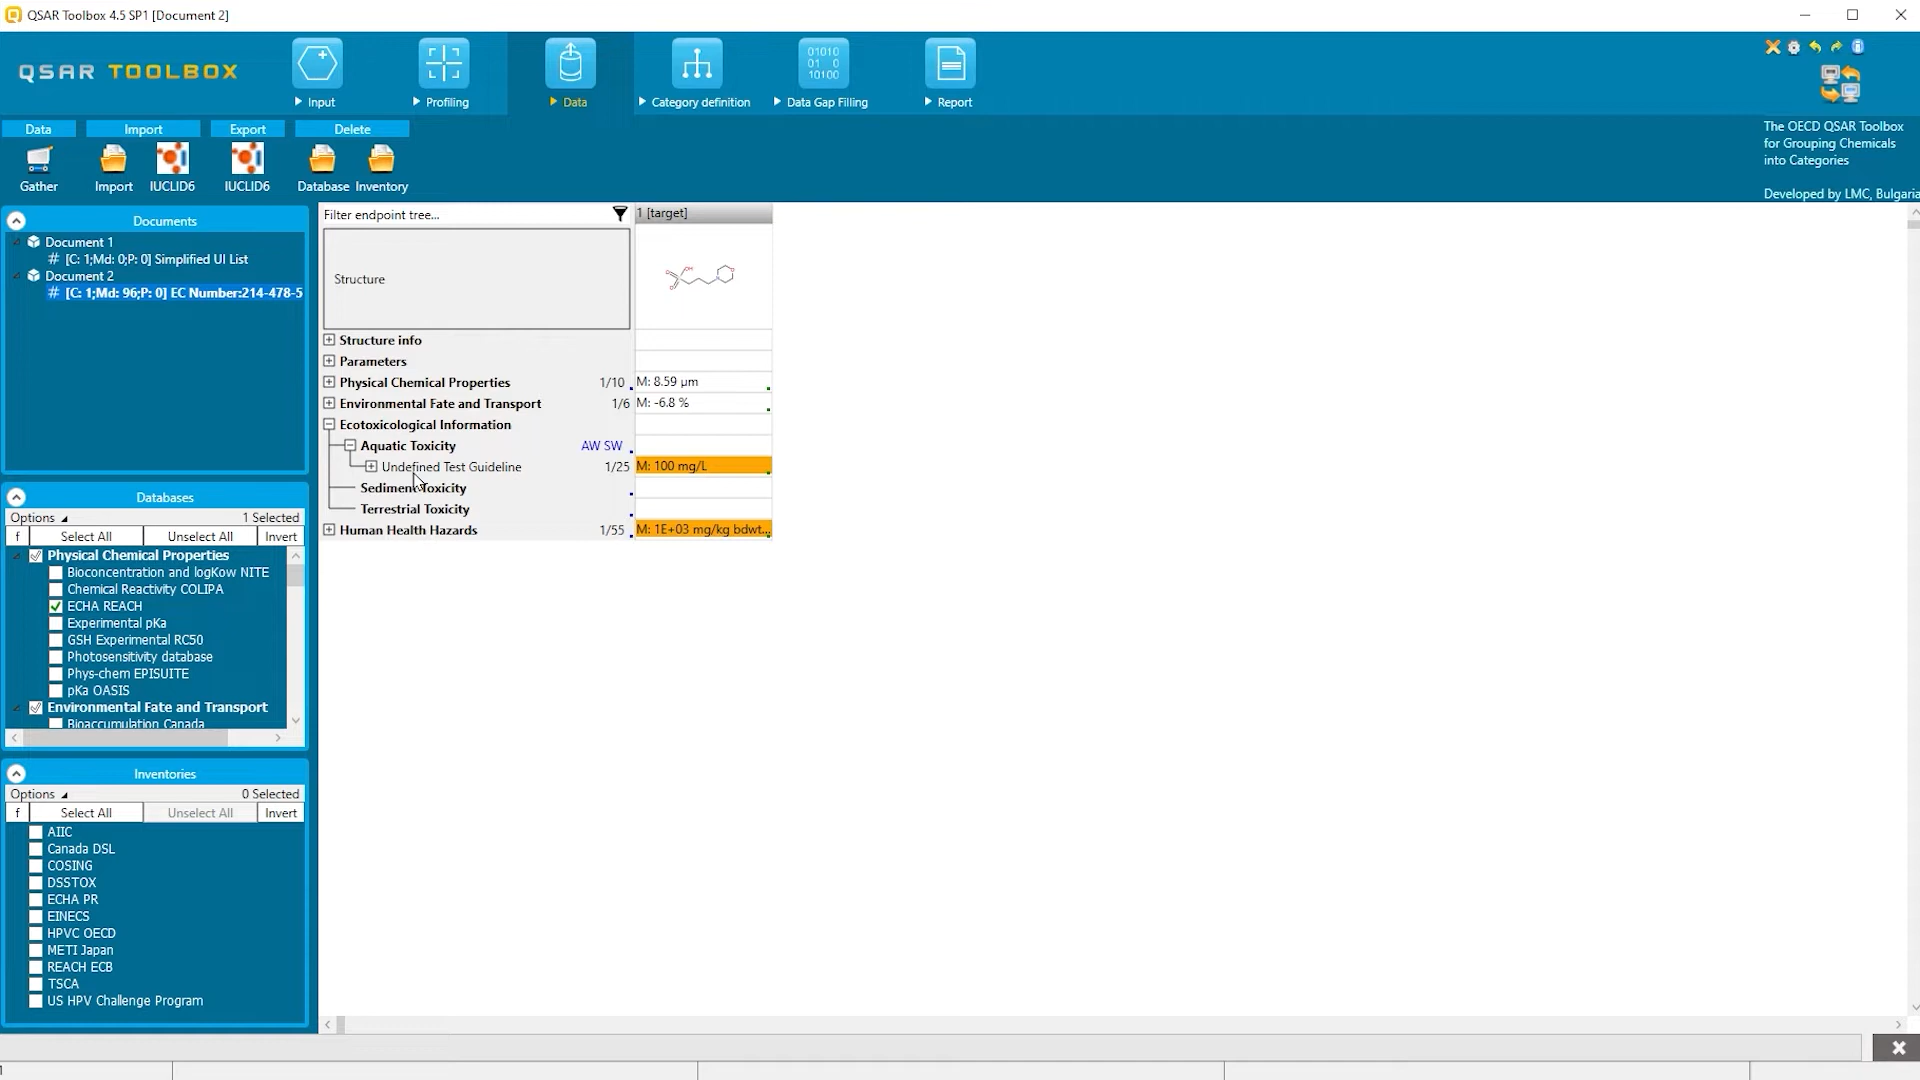 QSAR Toolbox 4.5 SP1 [Document 2]
QSAR TOOLBOX
Input
Profiling
01010
01 0
10100
Data
Category definition
Data Gap Filling
Report
Data
Import
Export
Delete
Gather
Import
IUCLID6
IUCLID6
Database
Inventory
The OECD QSAR Toolbox
for Grouping Chemicals
into Categories
Developed by LMC, Bulgaria
Documents
Document 1
# [C: 1;Md: 0;P: 0] Simplified UI List
Document 2
# [C: 1;Md: 96;P: 0] EC Number:214-478-5
Databases
Options
1 Selected
f
Select All
Unselect All
Invert
Physical Chemical Properties
Bioconcentration and logKow NITE
Chemical Reactivity COLIPA
ECHA REACH
Experimental pKa
GSH Experimental RC50
Photosensitivity database
Phys-chem EPISUITE
pKa OASIS
Environmental Fate and Transport
Bioaccumulation Canada
Inventories
Options
0 Selected
f
Select All
Unselect All
Invert
AIIC
Canada DSL
COSING
DSSTOX
ECHA PR
EINECS
HPVC OECD
METI Japan
REACH ECB
TSCA
US HPV Challenge Program
Filter endpoint tree...
1 [target]
Structure
Structure info
Parameters
Physical Chemical Properties 1/10 M: 8.59 µm
Environmental Fate and Transport 1/6 M: -6.8 %
Ecotoxicological Information
Aquatic Toxicity AW SW
Undefined Test Guideline 1/25 M: 100 mg/L
Sediment Toxicity
Terrestrial Toxicity
Human Health Hazards 1/55 M: 1E+03 mg/kg bdwt...